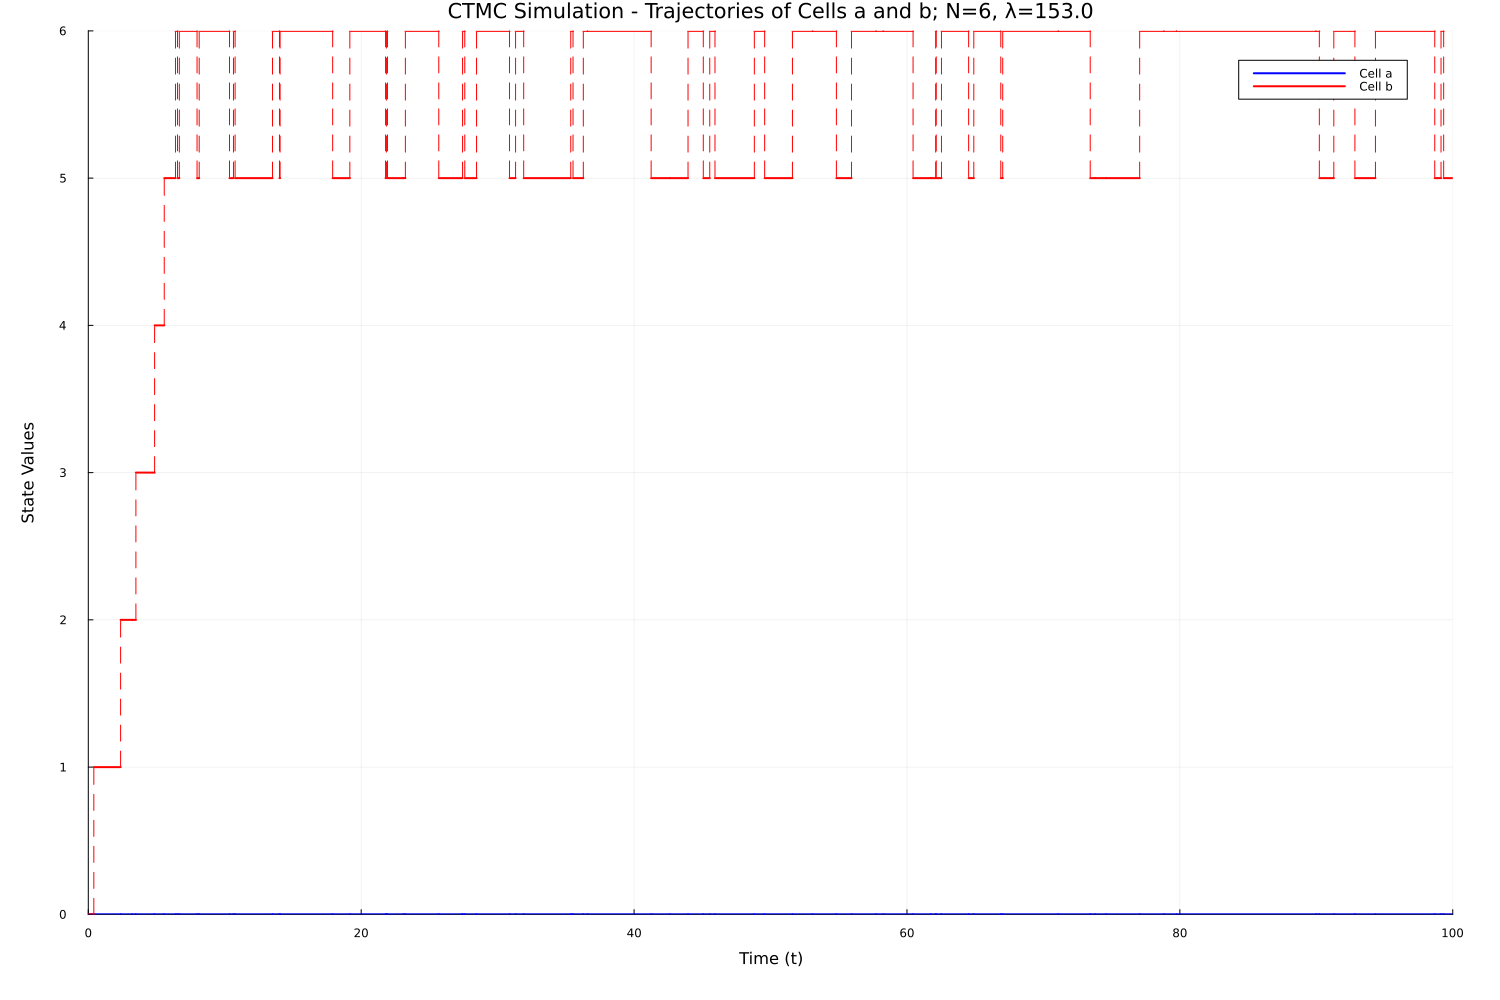 CTMC Simulation - Trajectories of Cells a and b; N=6, λ=153.0
6
Cell a
Cell b
5
4
State Values
3
2
1
0
0 20 40 60 80 100
Time (t)